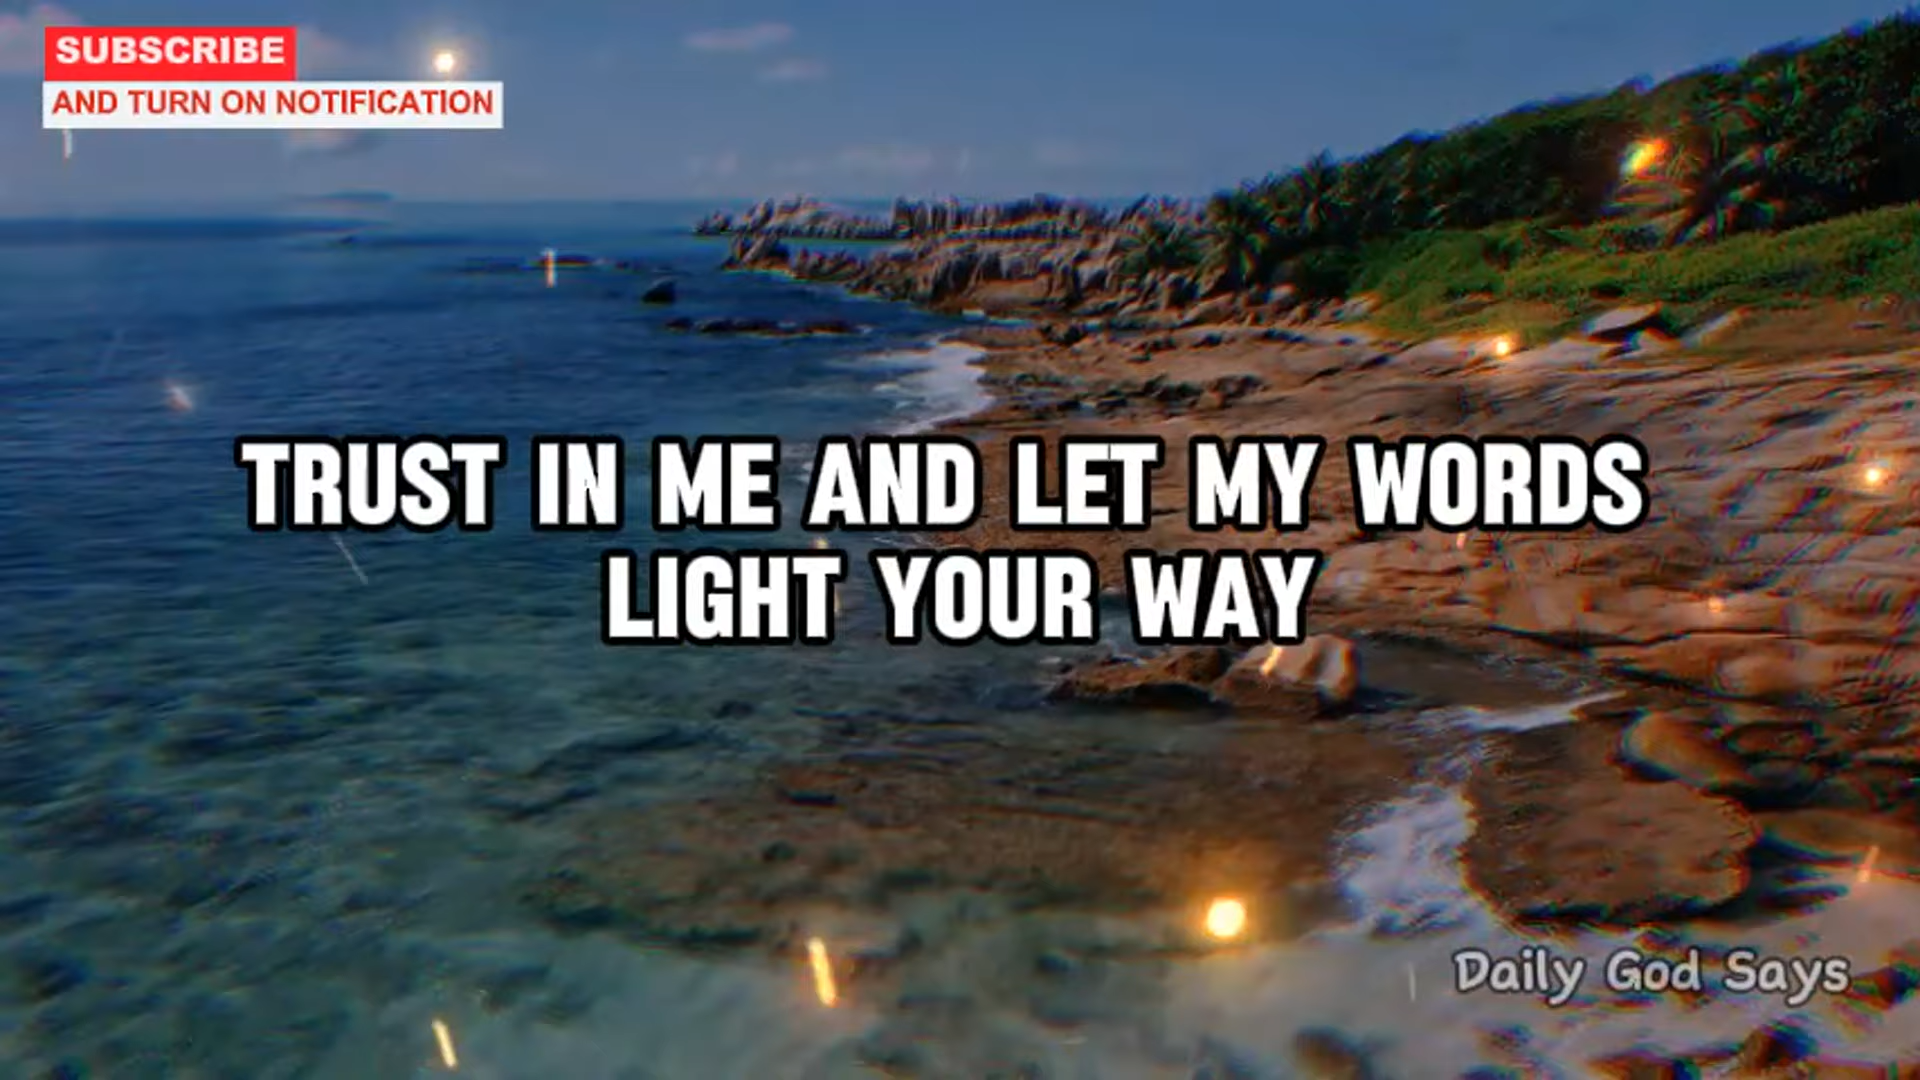 SUBSCRIBE
AND TURN ON NOTIFICATION
TRUST IN ME AND LET MY WORDS
LIGHT YOUR WAY
Daily God Says